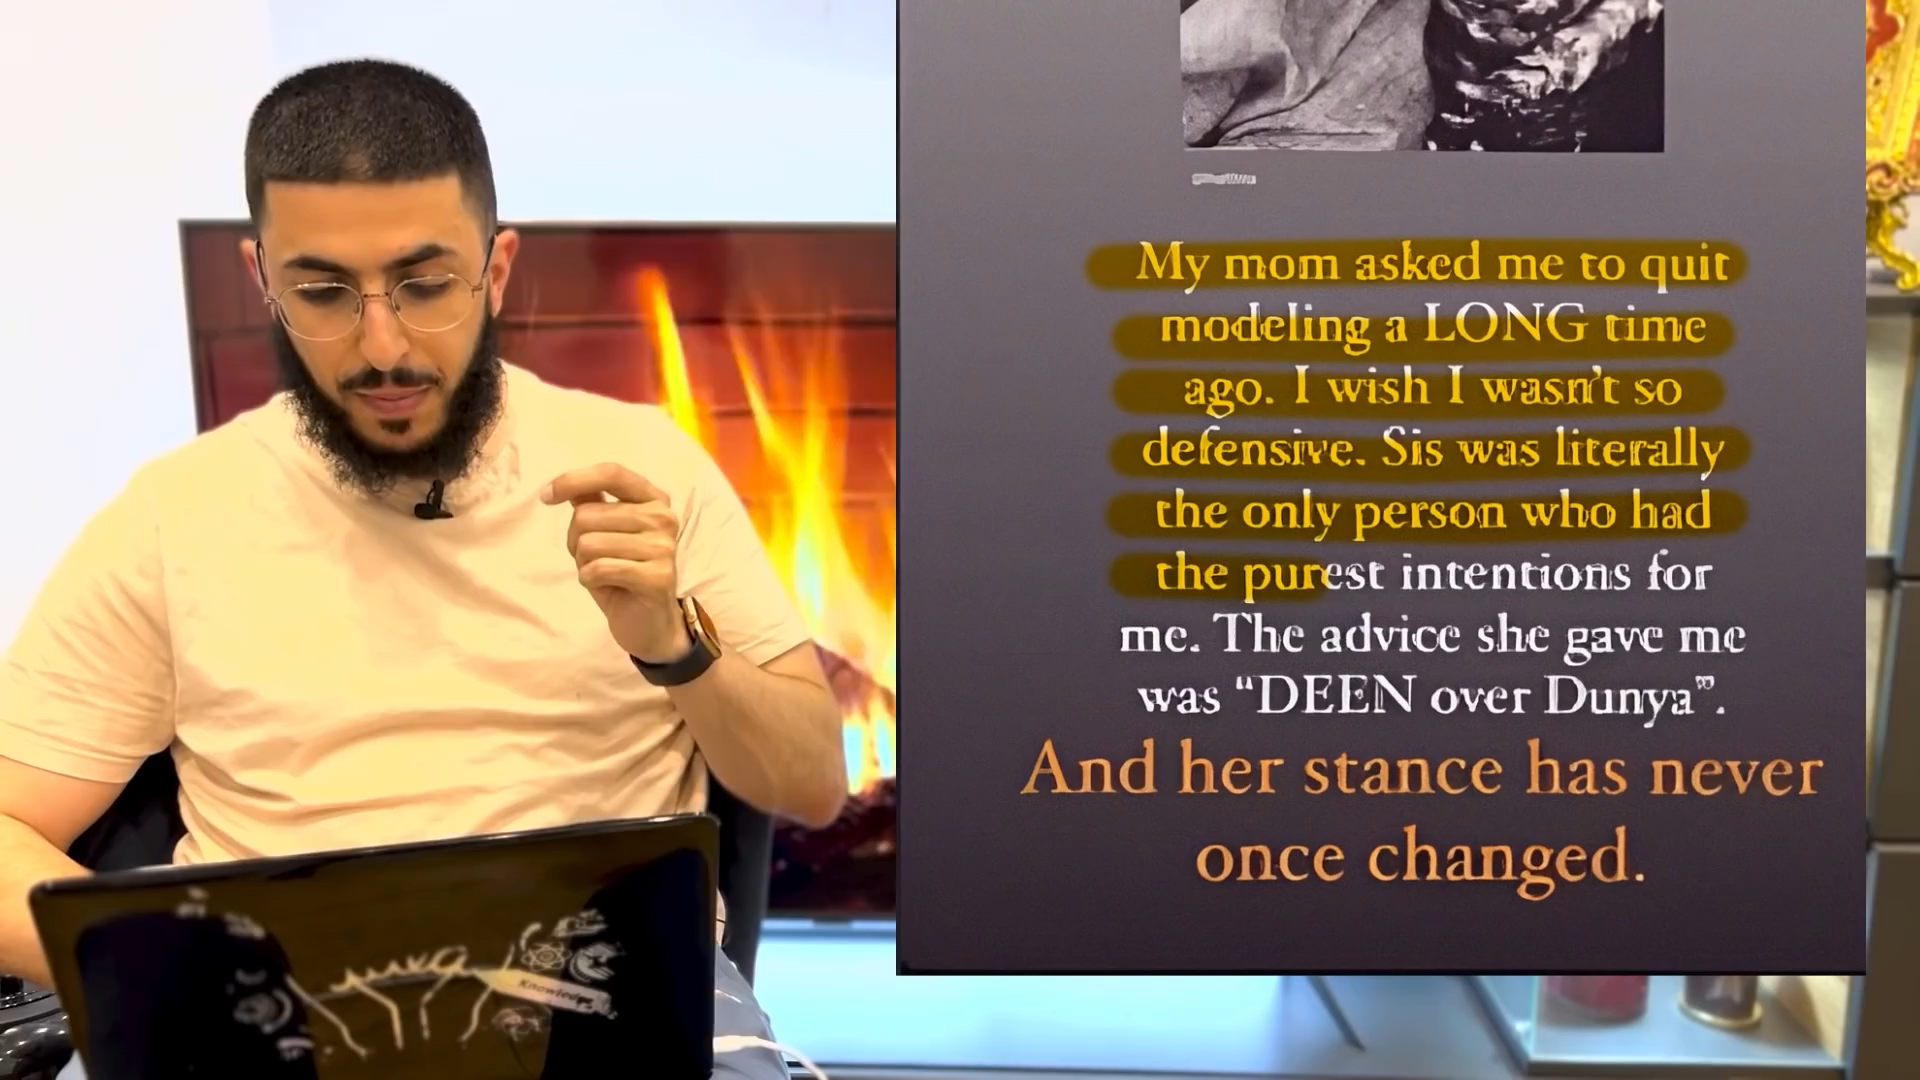 My mom asked me to quit
modeling a LONG time
ago. I wish I wasn't so
defensive. Sis was literally
the only person who had
the purest intentions for
me. The advice she gave me
was “DEEN over Dunya”.
And her stance has never
once changed.